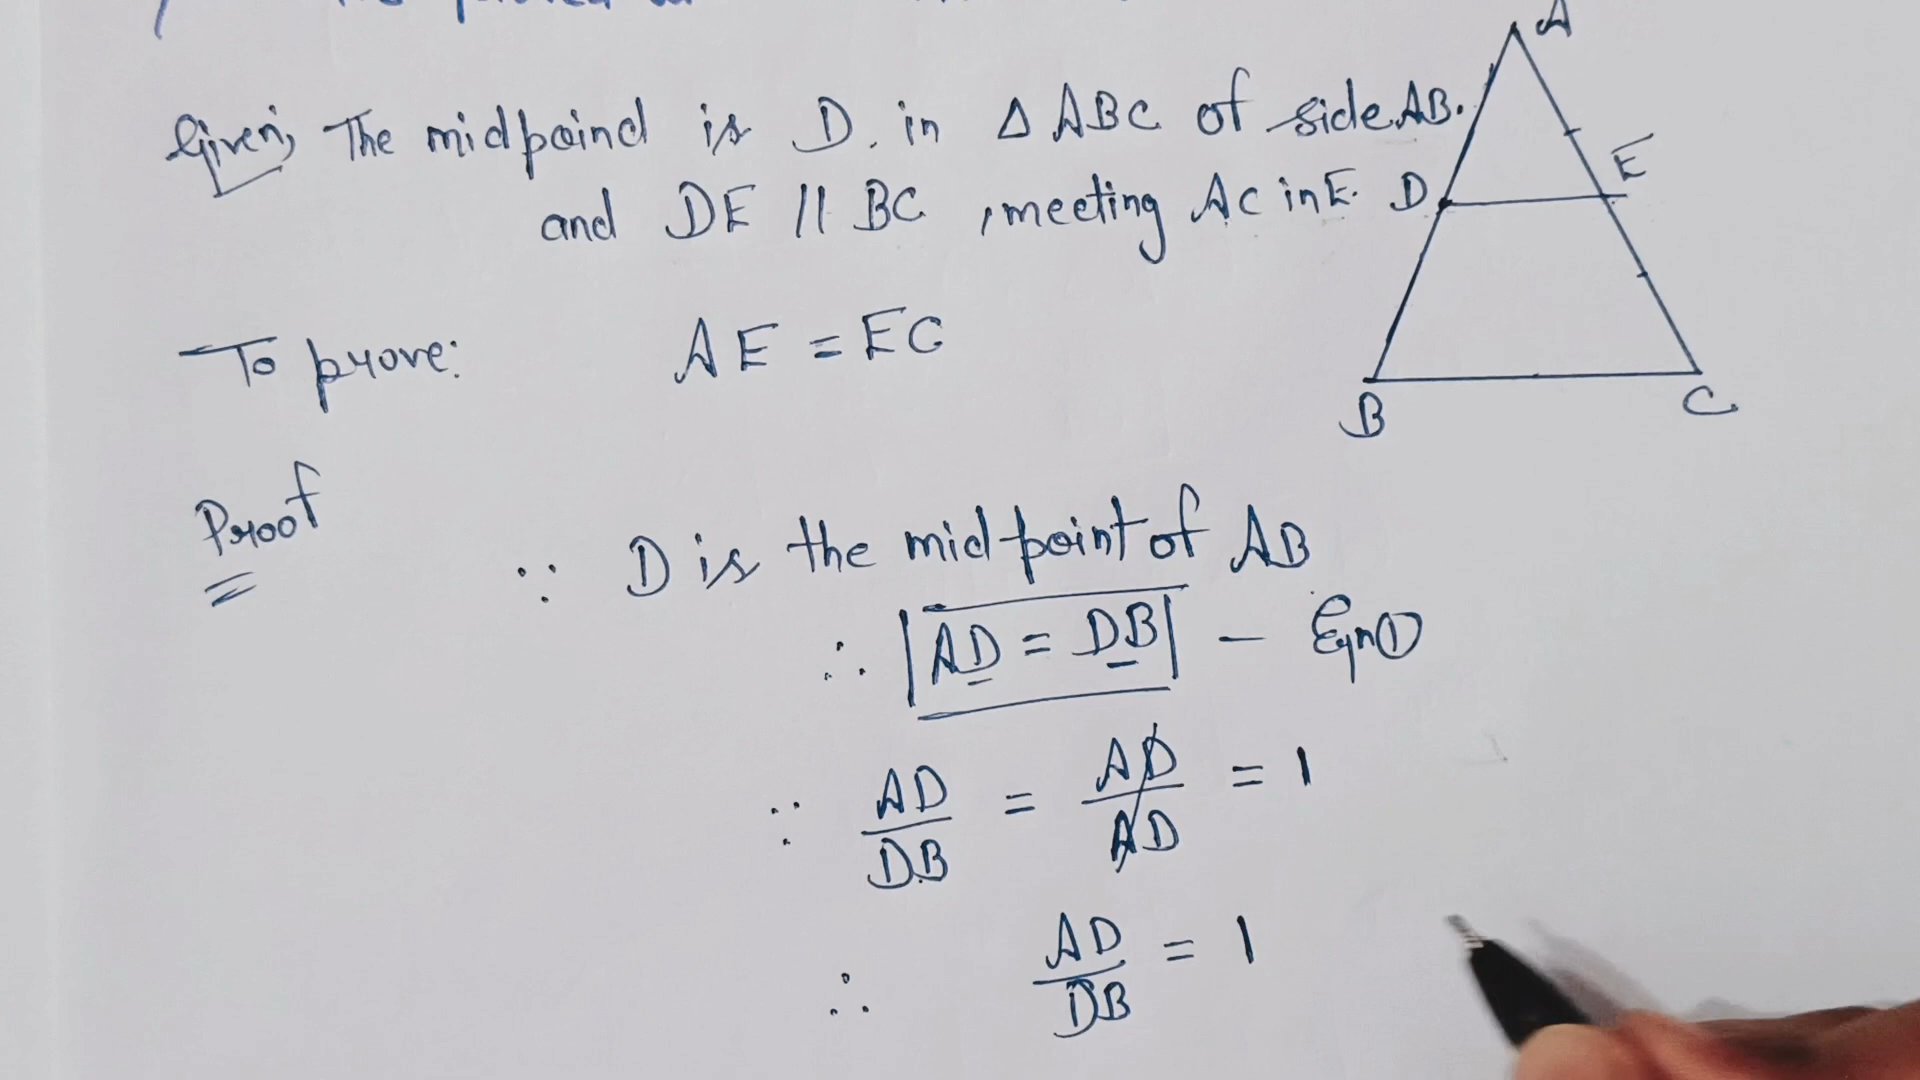 Given, The midpoind is D. in △ ABC of side AB.
and DE || BC , meeting AC in E.
To prove: AE = EC
Proof
∵ D is the mid-point of AB
∴ |AD = DB| — Eqn①
∵ AD/DB = AD/AD = 1
∴ AD/DB = 1
A
D
E
B
C